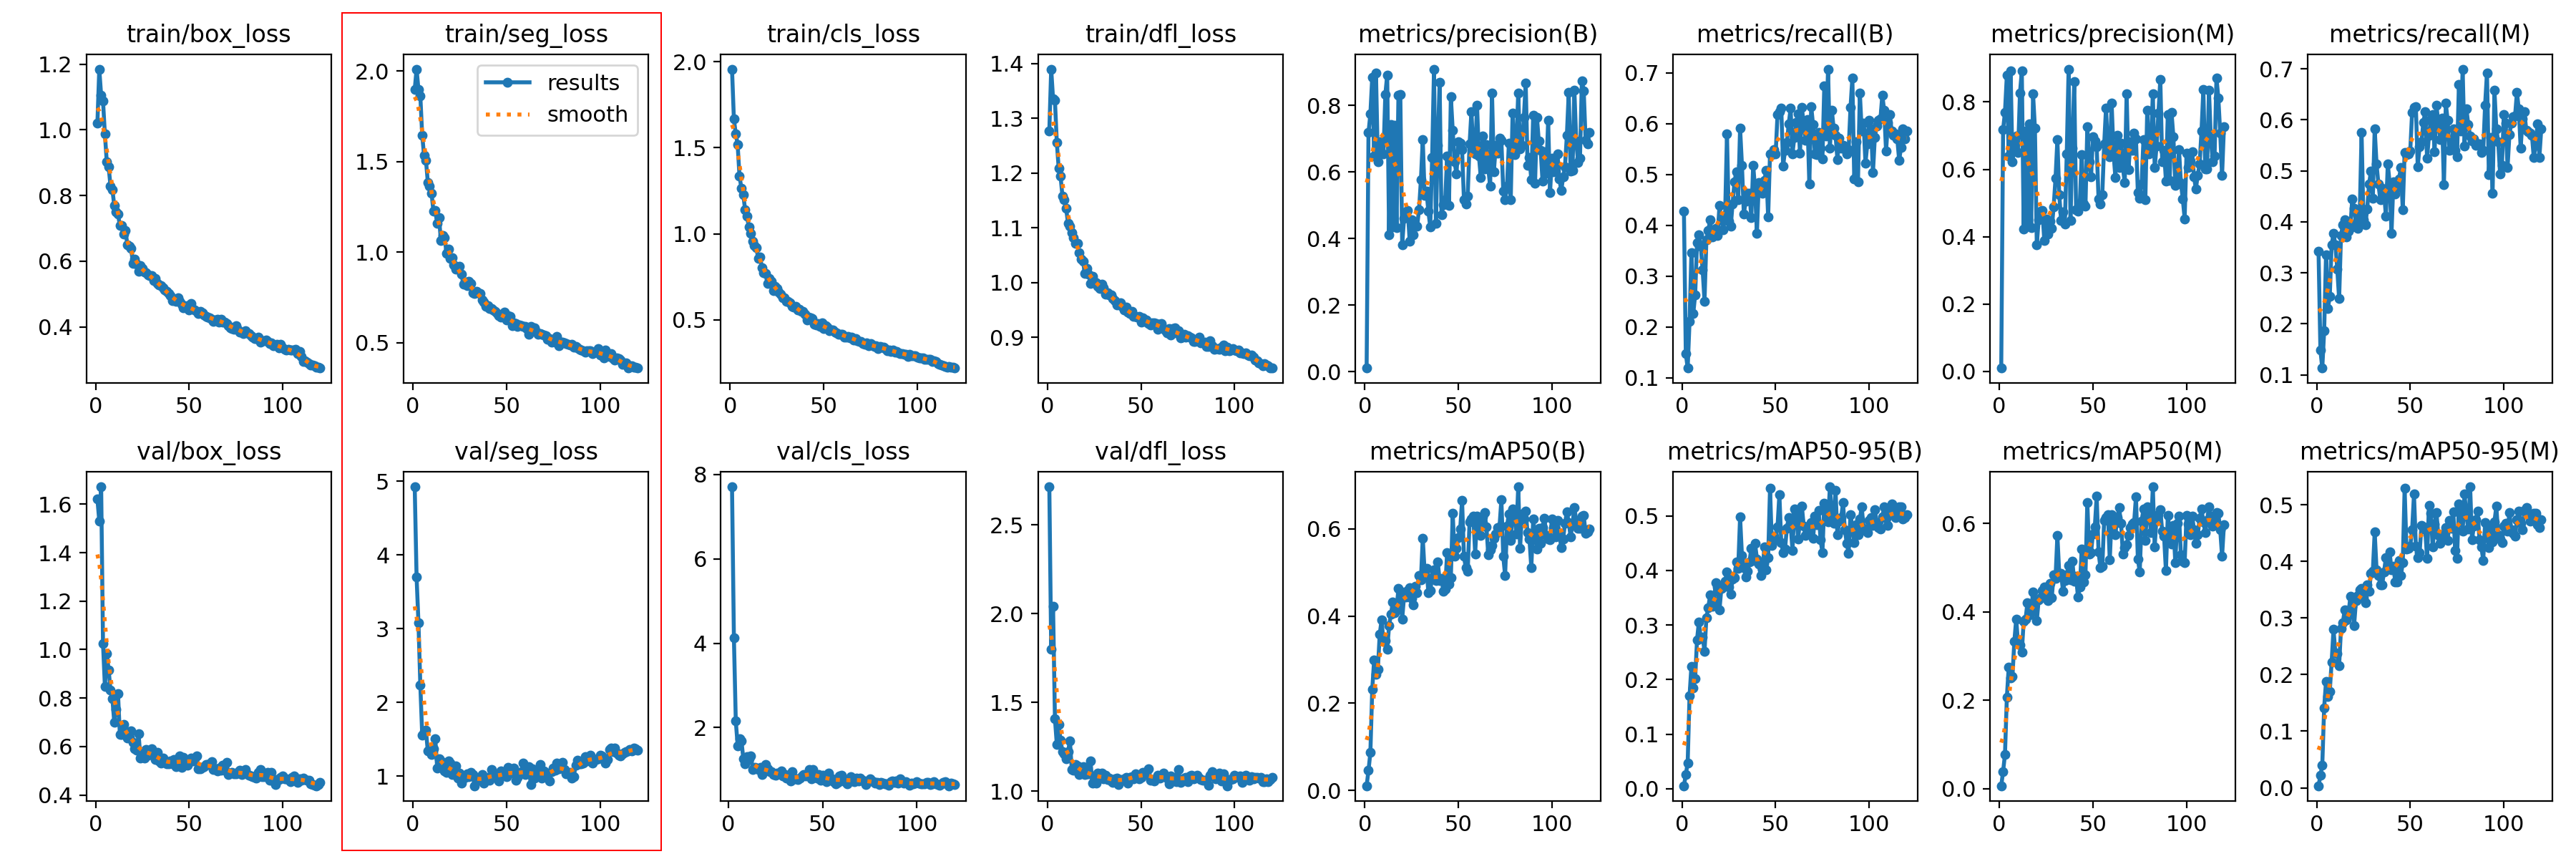 train/box_loss
train/seg_loss
train/cls_loss
train/dfl_loss
metrics/precision(B)
metrics/recall(B)
metrics/precision(M)
metrics/recall(M)
results
smooth
1.2
1.0
0.8
0.6
0.4
0 50 100
2.0
1.5
1.0
0.5
0 50 100
2.0
1.5
1.0
0.5
0 50 100
1.4
1.3
1.2
1.1
1.0
0.9
0 50 100
0.8
0.6
0.4
0.2
0.0
0 50 100
0.7
0.6
0.5
0.4
0.3
0.2
0.1
0 50 100
0.8
0.6
0.4
0.2
0.0
0 50 100
0.7
0.6
0.5
0.4
0.3
0.2
0.1
0 50 100
val/box_loss
val/seg_loss
val/cls_loss
val/dfl_loss
metrics/mAP50(B)
metrics/mAP50-95(B)
metrics/mAP50(M)
metrics/mAP50-95(M)
1.6
1.4
1.2
1.0
0.8
0.6
0.4
0 50 100
5
4
3
2
1
0 50 100
8
6
4
2
0 50 100
2.5
2.0
1.5
1.0
0 50 100
0.6
0.4
0.2
0.0
0 50 100
0.5
0.4
0.3
0.2
0.1
0.0
0 50 100
0.6
0.4
0.2
0.0
0 50 100
0.5
0.4
0.3
0.2
0.1
0.0
0 50 100